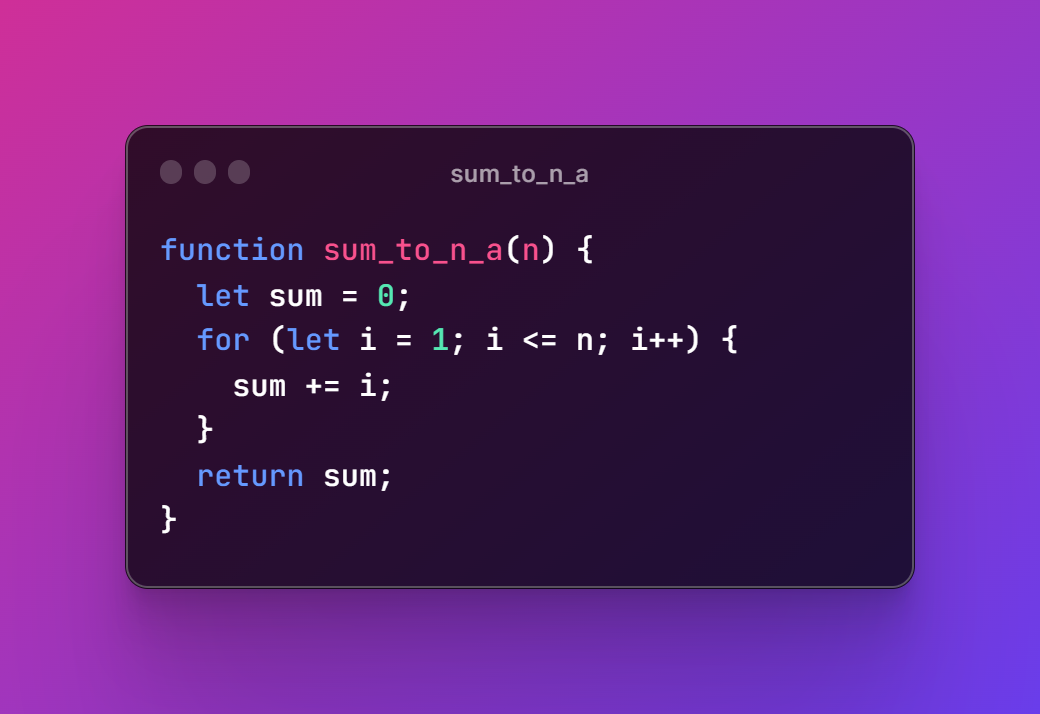 sum_to_n_a
function sum_to_n_a(n) {
  let sum = 0;
  for (let i = 1; i <= n; i++) {
    sum += i;
  }
  return sum;
}